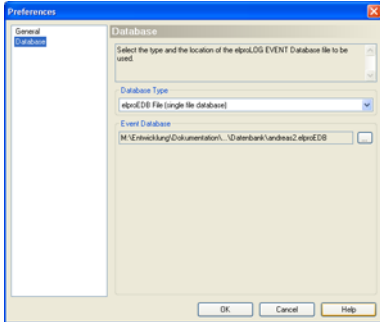 Preferences
General
Database
Database
Select the type and the location of the elproLOG EVENT Database file to be
used.
Database Type
elproEDB File (single file database)
Event Database
M:\Entwicklung\Dokumentation\...\Datenbank\andreas2.elproEDB
...
OK
Cancel
Help